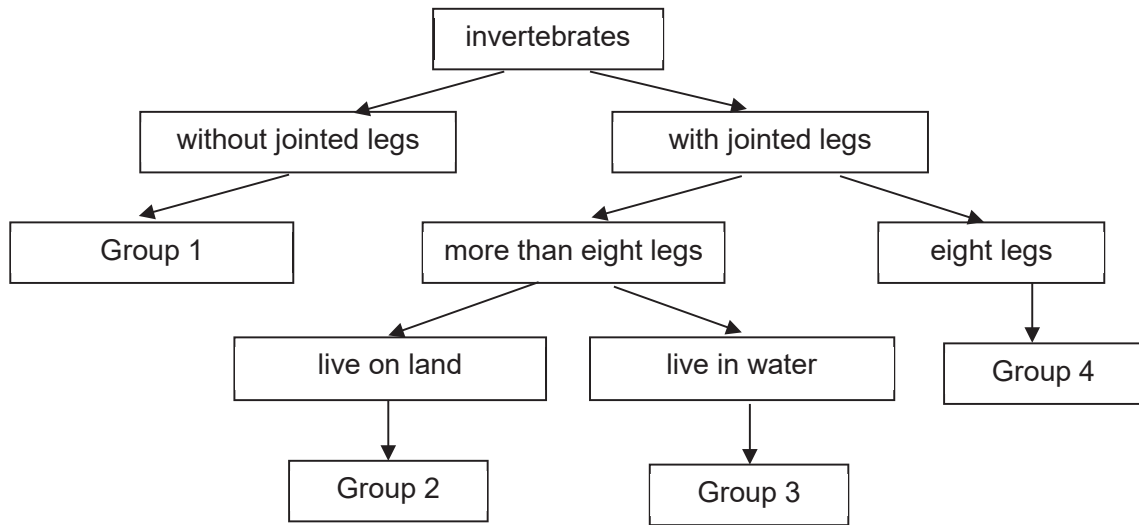 invertebrates
without jointed legs
with jointed legs
Group 1
more than eight legs
eight legs
live on land
live in water
Group 4
Group 2
Group 3